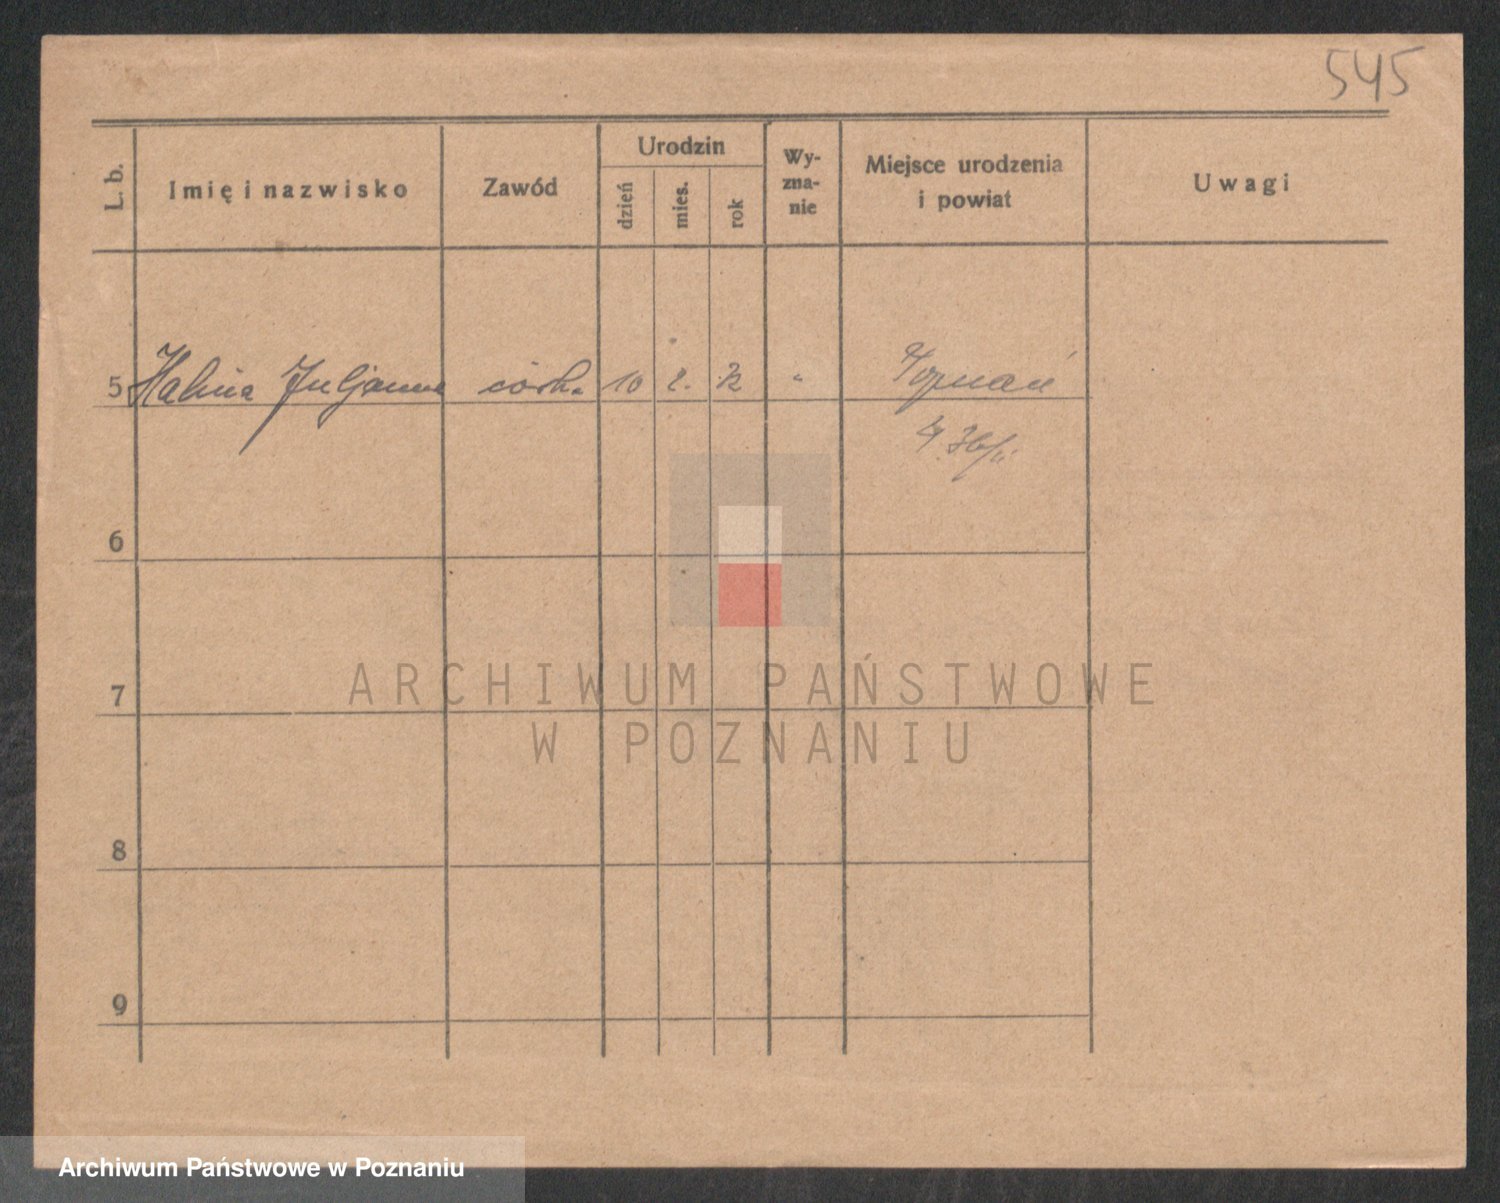 545
L. b.
Imię i nazwisko
Zawód
Urodzin
dzień
mies.
rok
Wy-
zna-
nie
Miejsce urodzenia
i powiat
Uwagi
5 Halina Juljanna córka 10 2. 32 " Poznań
6
ARCHIWUM PAŃSTWOWE
7
W POZNANIU
8
9
Archiwum Państwowe w Poznaniu